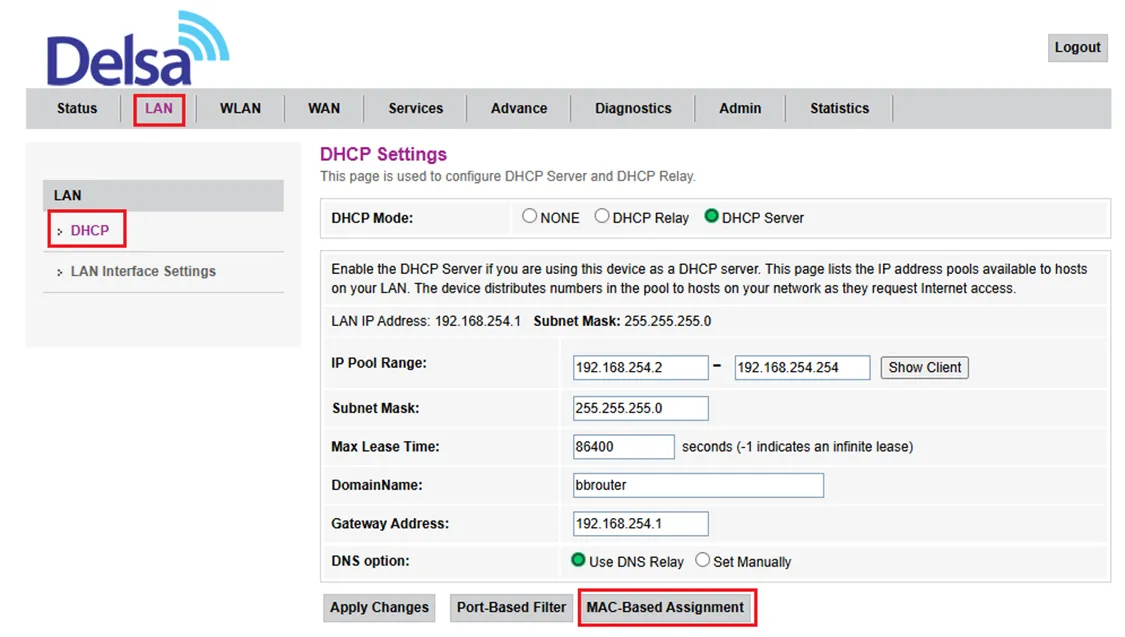 Delsa
Logout
Status LAN WLAN WAN Services Advance Diagnostics Admin Statistics
LAN
DHCP
LAN Interface Settings
DHCP Settings
This page is used to configure DHCP Server and DHCP Relay.
DHCP Mode: NONE DHCP Relay DHCP Server
Enable the DHCP Server if you are using this device as a DHCP server. This page lists the IP address pools available to hosts
on your LAN. The device distributes numbers in the pool to hosts on your network as they request Internet access.
LAN IP Address: 192.168.254.1 Subnet Mask: 255.255.255.0
IP Pool Range: 192.168.254.2 – 192.168.254.254 Show Client
Subnet Mask: 255.255.255.0
Max Lease Time: 86400 seconds (-1 indicates an infinite lease)
DomainName: bbrouter
Gateway Address: 192.168.254.1
DNS option: Use DNS Relay Set Manually
Apply Changes Port-Based Filter MAC-Based Assignment